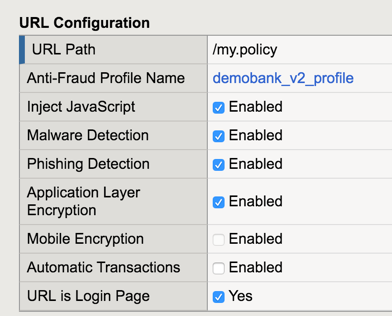 URL Configuration
URL Path /my.policy
Anti-Fraud Profile Name demobank_v2_profile
Inject JavaScript Enabled
Malware Detection Enabled
Phishing Detection Enabled
Application Layer
Encryption Enabled
Mobile Encryption Enabled
Automatic Transactions Enabled
URL is Login Page Yes